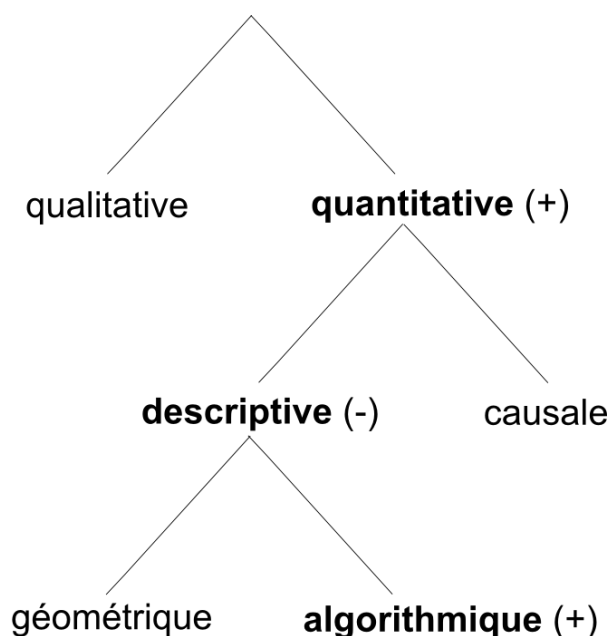 qualitative quantitative (+)
descriptive (-) causale
géométrique algorithmique (+)